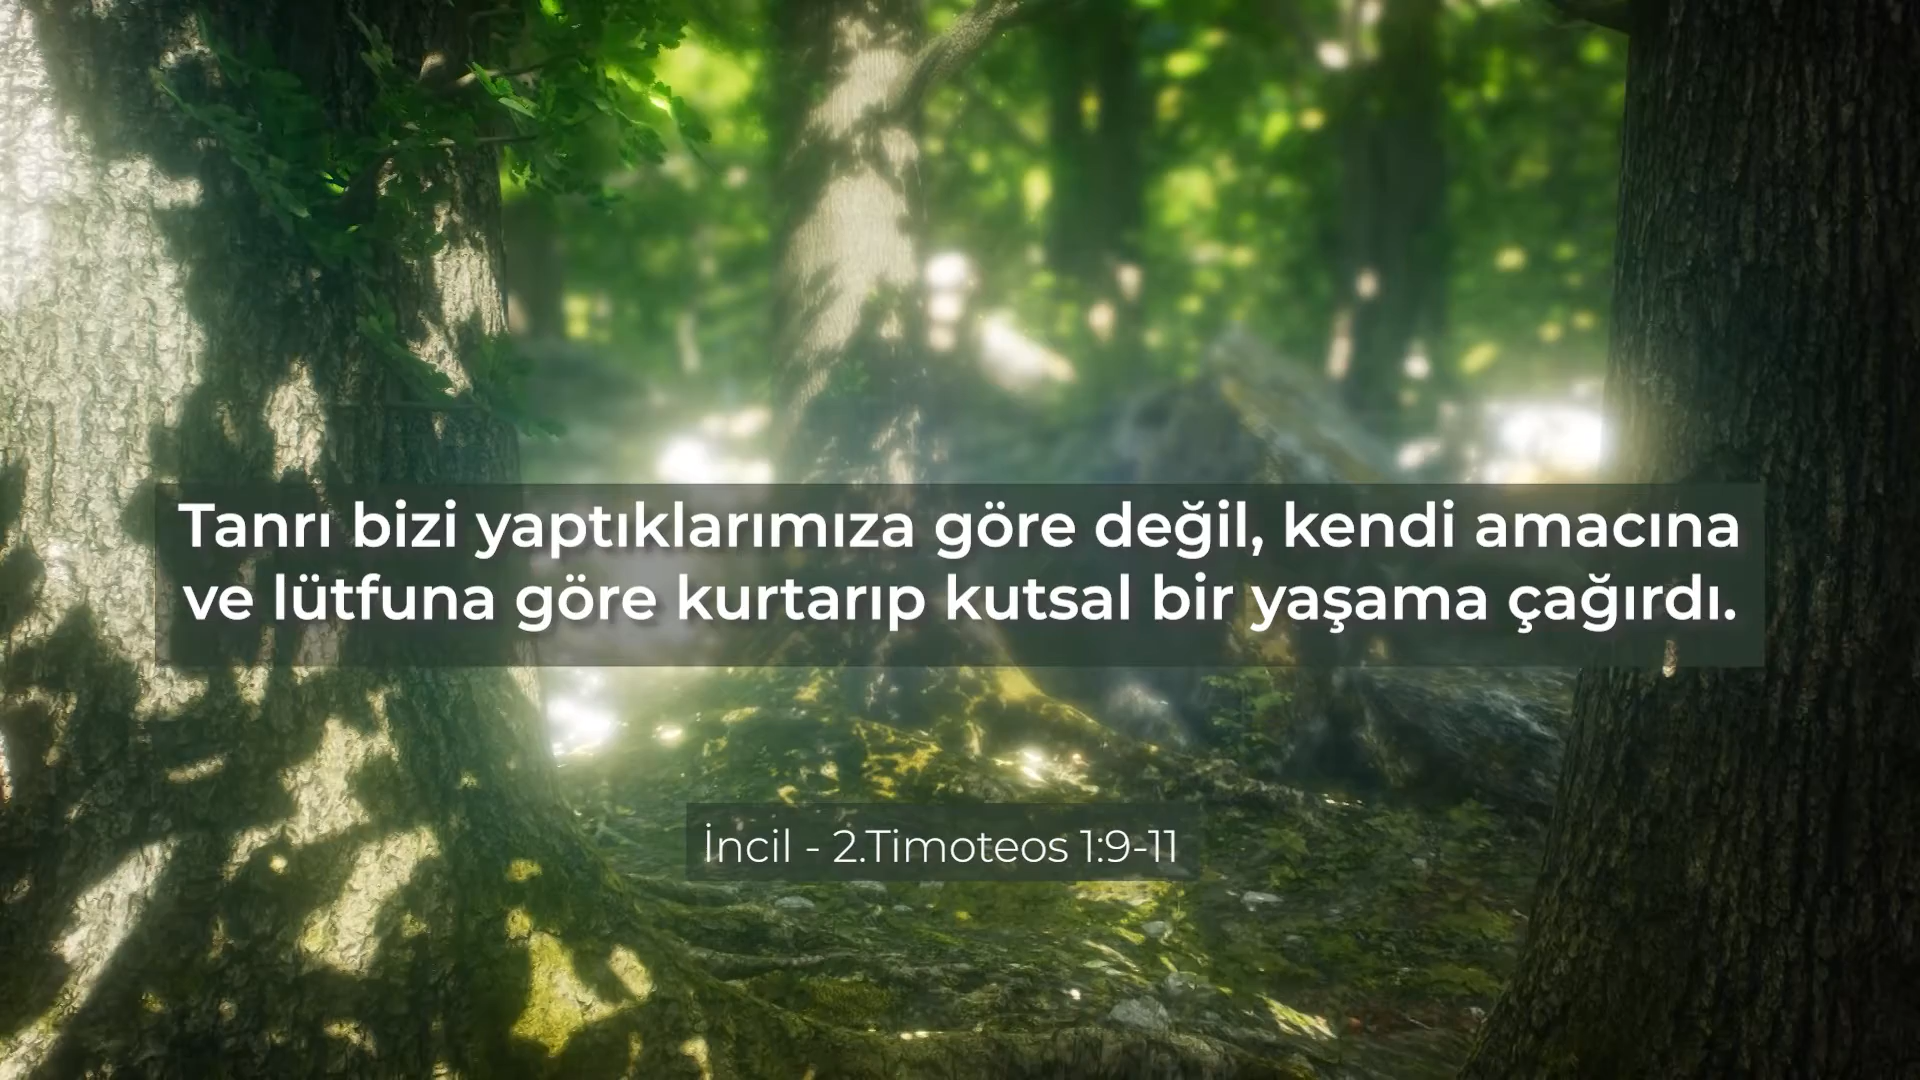 Tanrı bizi yaptıklarımıza göre değil, kendi amacına
ve lütfuna göre kurtarıp kutsal bir yaşama çağırdı.
İncil - 2.Timoteos 1:9-11